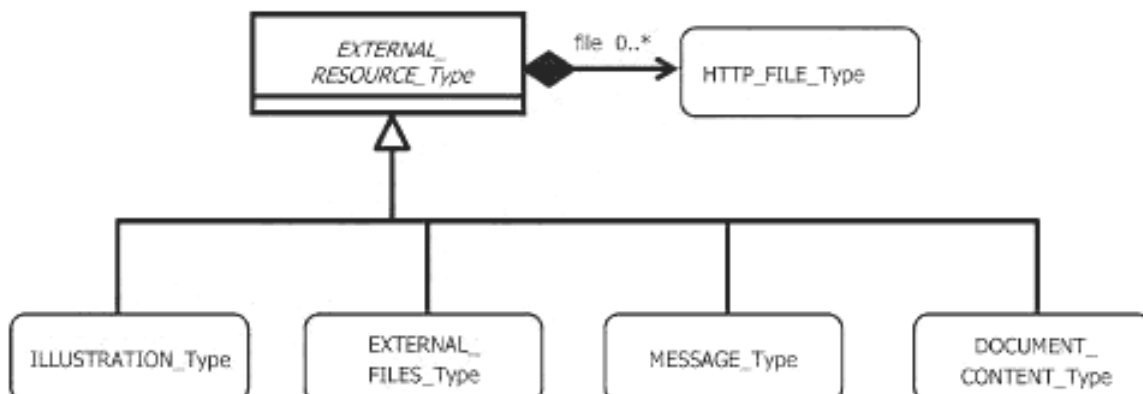 EXTERNAL_
RESOURCE_Type
file 0..*
HTTP_FILE_Type
ILLUSTRATION_Type
EXTERNAL_
FILES_Type
MESSAGE_Type
DOCUMENT_
CONTENT_Type